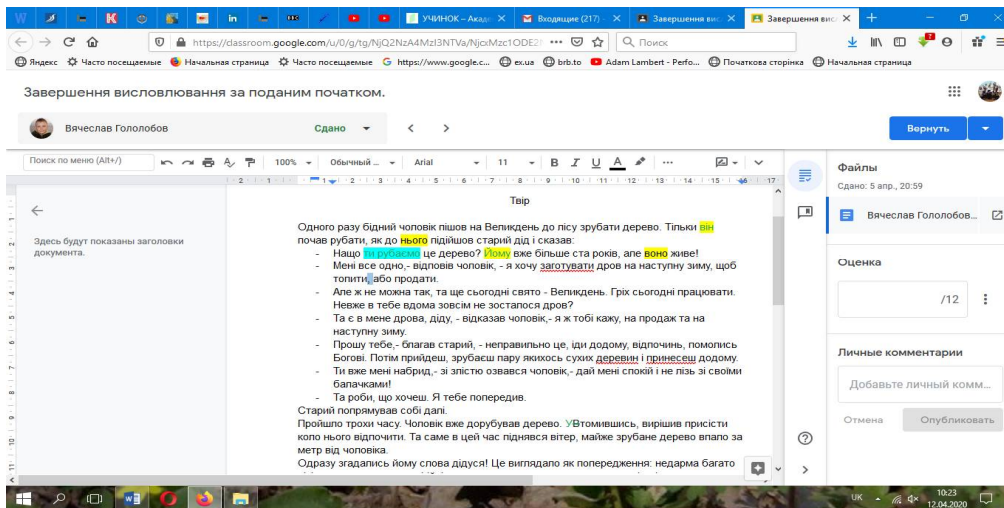 УЧИНОК – Акаде
Входящие (217) -
Завершення вис
Завершення вис
https://classroom.google.com/u/0/g/tg/NjQ2NzA4MzI3NTVa/NjcxMzc1ODE2
Поиск
Яндекс Часто посещаемые Начальная страница Часто посещаемые https://www.google.c... ex.ua brb.to Adam Lambert - Perfo... Початкова сторінка Начальная страница
Завершення висловлювання за поданим початком.
Вячеслав Гололобов Сдано Вернуть
Поиск по меню (Alt+/) 100% Обычный ... Arial 11 B I U A
Здесь будут показаны заголовки
документа.
Твір
Одного разу бідний чоловік пішов на Великдень до лісу зрубати дерево. Тільки він
почав рубати, як до нього підійшов старий дід і сказав:
- Нащо ти рубаємо це дерево? Йому вже більше ста років, але воно живе!
- Мені все одно,- відповів чоловік, - я хочу заготувати дров на наступну зиму, щоб
топити, або продати.
- Але ж не можна так, та ще сьогодні свято - Великдень. Гріх сьогодні працювати.
Невже в тебе вдома зовсім не зосталося дров?
- Та є в мене дрова, діду, - відказав чоловік,- я ж тобі кажу, на продаж та на
наступну зиму.
- Прошу тебе,- благав старий, - неправильно це, іди додому, відпочинь, помолись
Богові. Потім прийдеш, зрубаєш пару якихось сухих деревин і принесеш додому.
- Ти вже мені набрид,- зі злістю озвався чоловік,- дай мені спокій і не лізь зі своїми
балачками!
- Та роби, що хочеш. Я тебе попередив.
Старий попрямував собі далі.
Пройшло трохи часу. Чоловік вже дорубував дерево. УВтомившись, вирішив присісти
коло нього відпочити. Та саме в цей час піднявся вітер, майже зрубане дерево впало за
метр від чоловіка.
Одразу згадались йому слова дідуся! Це виглядало як попередження: недарма багато
Файлы
Сдано: 5 апр., 20:59
Вячеслав Гололобов...
Оценка
/12
Личные комментарии
Добавьте личный комм...
Отмена Опубликовать
UK 10:23
12.04.2020